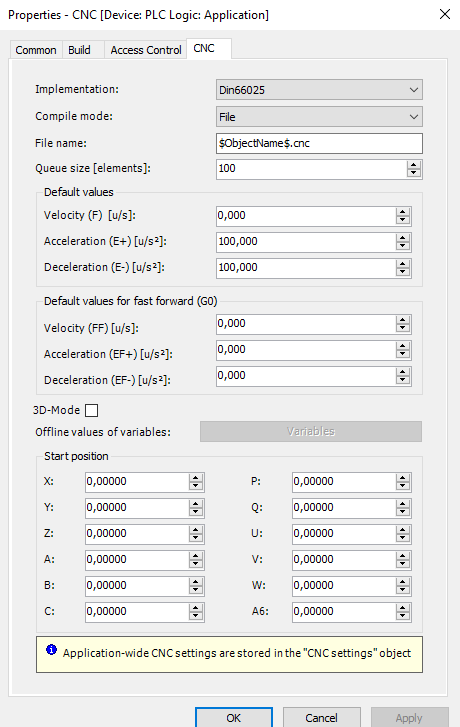 Properties - CNC [Device: PLC Logic: Application]
Common Build Access Control CNC
Implementation: Din66025
Compile mode: File
File name: $ObjectName$.cnc
Queue size [elements]: 100
Default values
Velocity (F) [u/s]: 0,000
Acceleration (E+) [u/s²]: 100,000
Deceleration (E-) [u/s²]: 100,000
Default values for fast forward (G0)
Velocity (FF) [u/s]: 0,000
Acceleration (EF+) [u/s²]: 0,000
Deceleration (EF-) [u/s²]: 0,000
3D-Mode
Offline values of variables: Variables
Start position
X: 0,00000 P: 0,00000
Y: 0,00000 Q: 0,00000
Z: 0,00000 U: 0,00000
A: 0,00000 V: 0,00000
B: 0,00000 W: 0,00000
C: 0,00000 A6: 0,00000
Application-wide CNC settings are stored in the "CNC settings" object
OK Cancel Apply